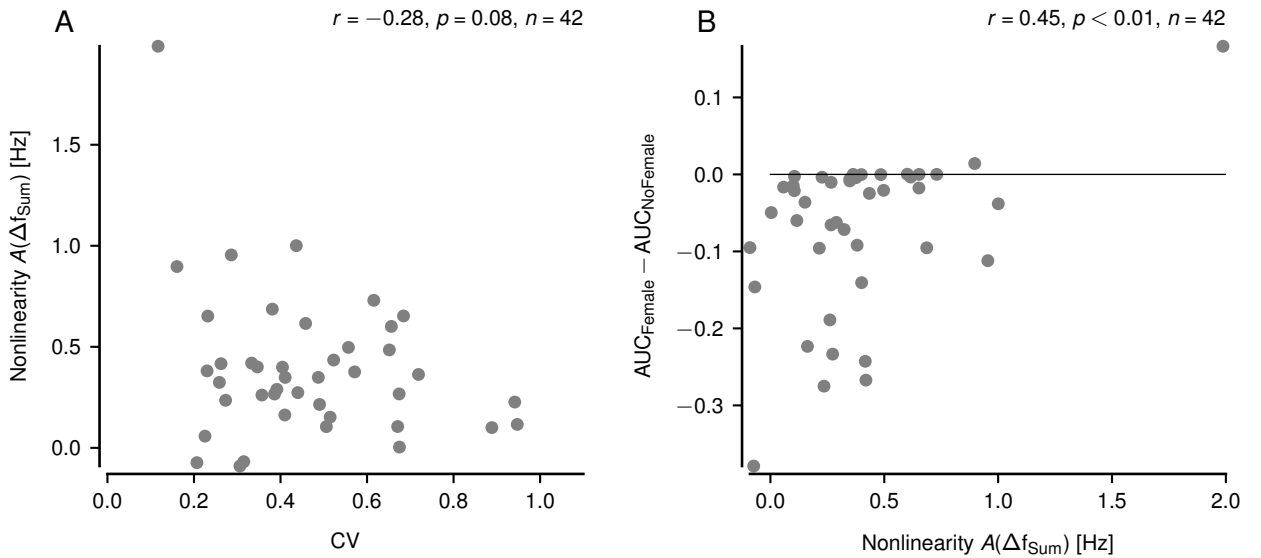 A
r = −0.28, p = 0.08, n = 42
Nonlinearity A(Δf_Sum) [Hz]
1.5
1.0
0.5
0.0
0.0 0.2 0.4 0.6 0.8 1.0
CV
B
r = 0.45, p < 0.01, n = 42
AUC_Female − AUC_NoFemale
0.1
0.0
−0.1
−0.2
−0.3
0.0 0.5 1.0 1.5 2.0
Nonlinearity A(Δf_Sum) [Hz]